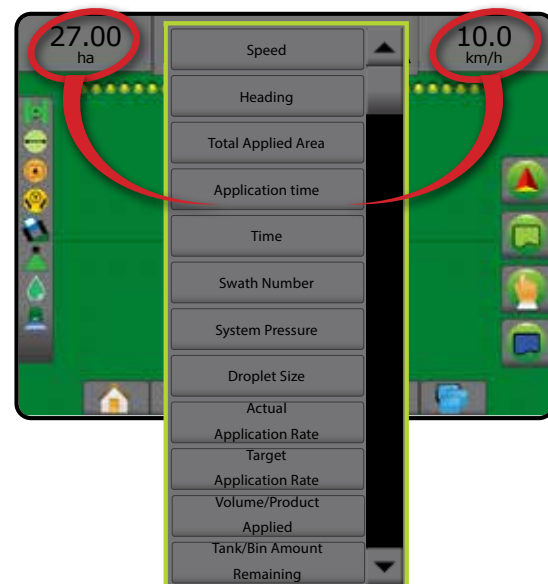 27.00
ha
10.0
km/h
Speed
Heading
Total Applied Area
Application time
Time
Swath Number
System Pressure
Droplet Size
Actual
Application Rate
Target
Application Rate
Volume/Product
Applied
Tank/Bin Amount
Remaining